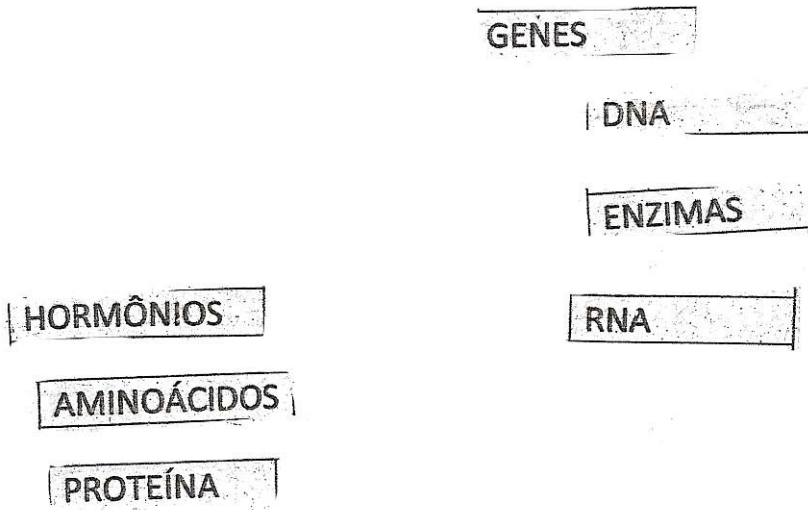 GENES
DNA
ENZIMAS
HORMÔNIOS
RNA
AMINOÁCIDOS
PROTEÍNA